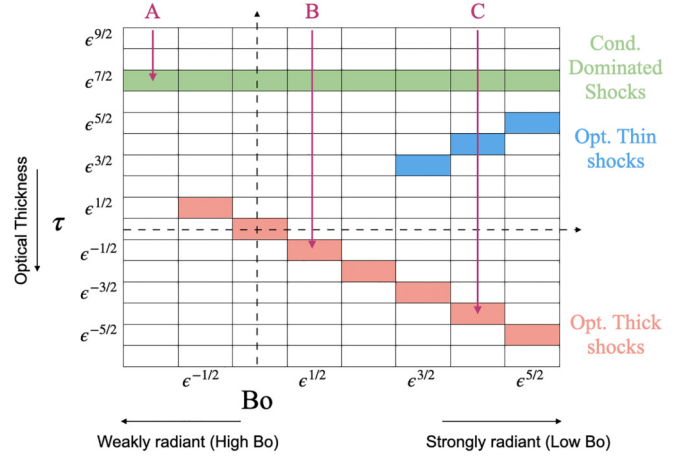 A B C
ϵ^{9/2}
Cond.
Dominated
Shocks
ϵ^{7/2}
ϵ^{5/2}
Opt. Thin
shocks
ϵ^{3/2}
Optical Thickness
τ
ϵ^{1/2}
ϵ^{-1/2}
ϵ^{-3/2}
ϵ^{-5/2}
Opt. Thick
shocks
ϵ^{-1/2} ϵ^{1/2} ϵ^{3/2} ϵ^{5/2}
Bo
Weakly radiant (High Bo) Strongly radiant (Low Bo)